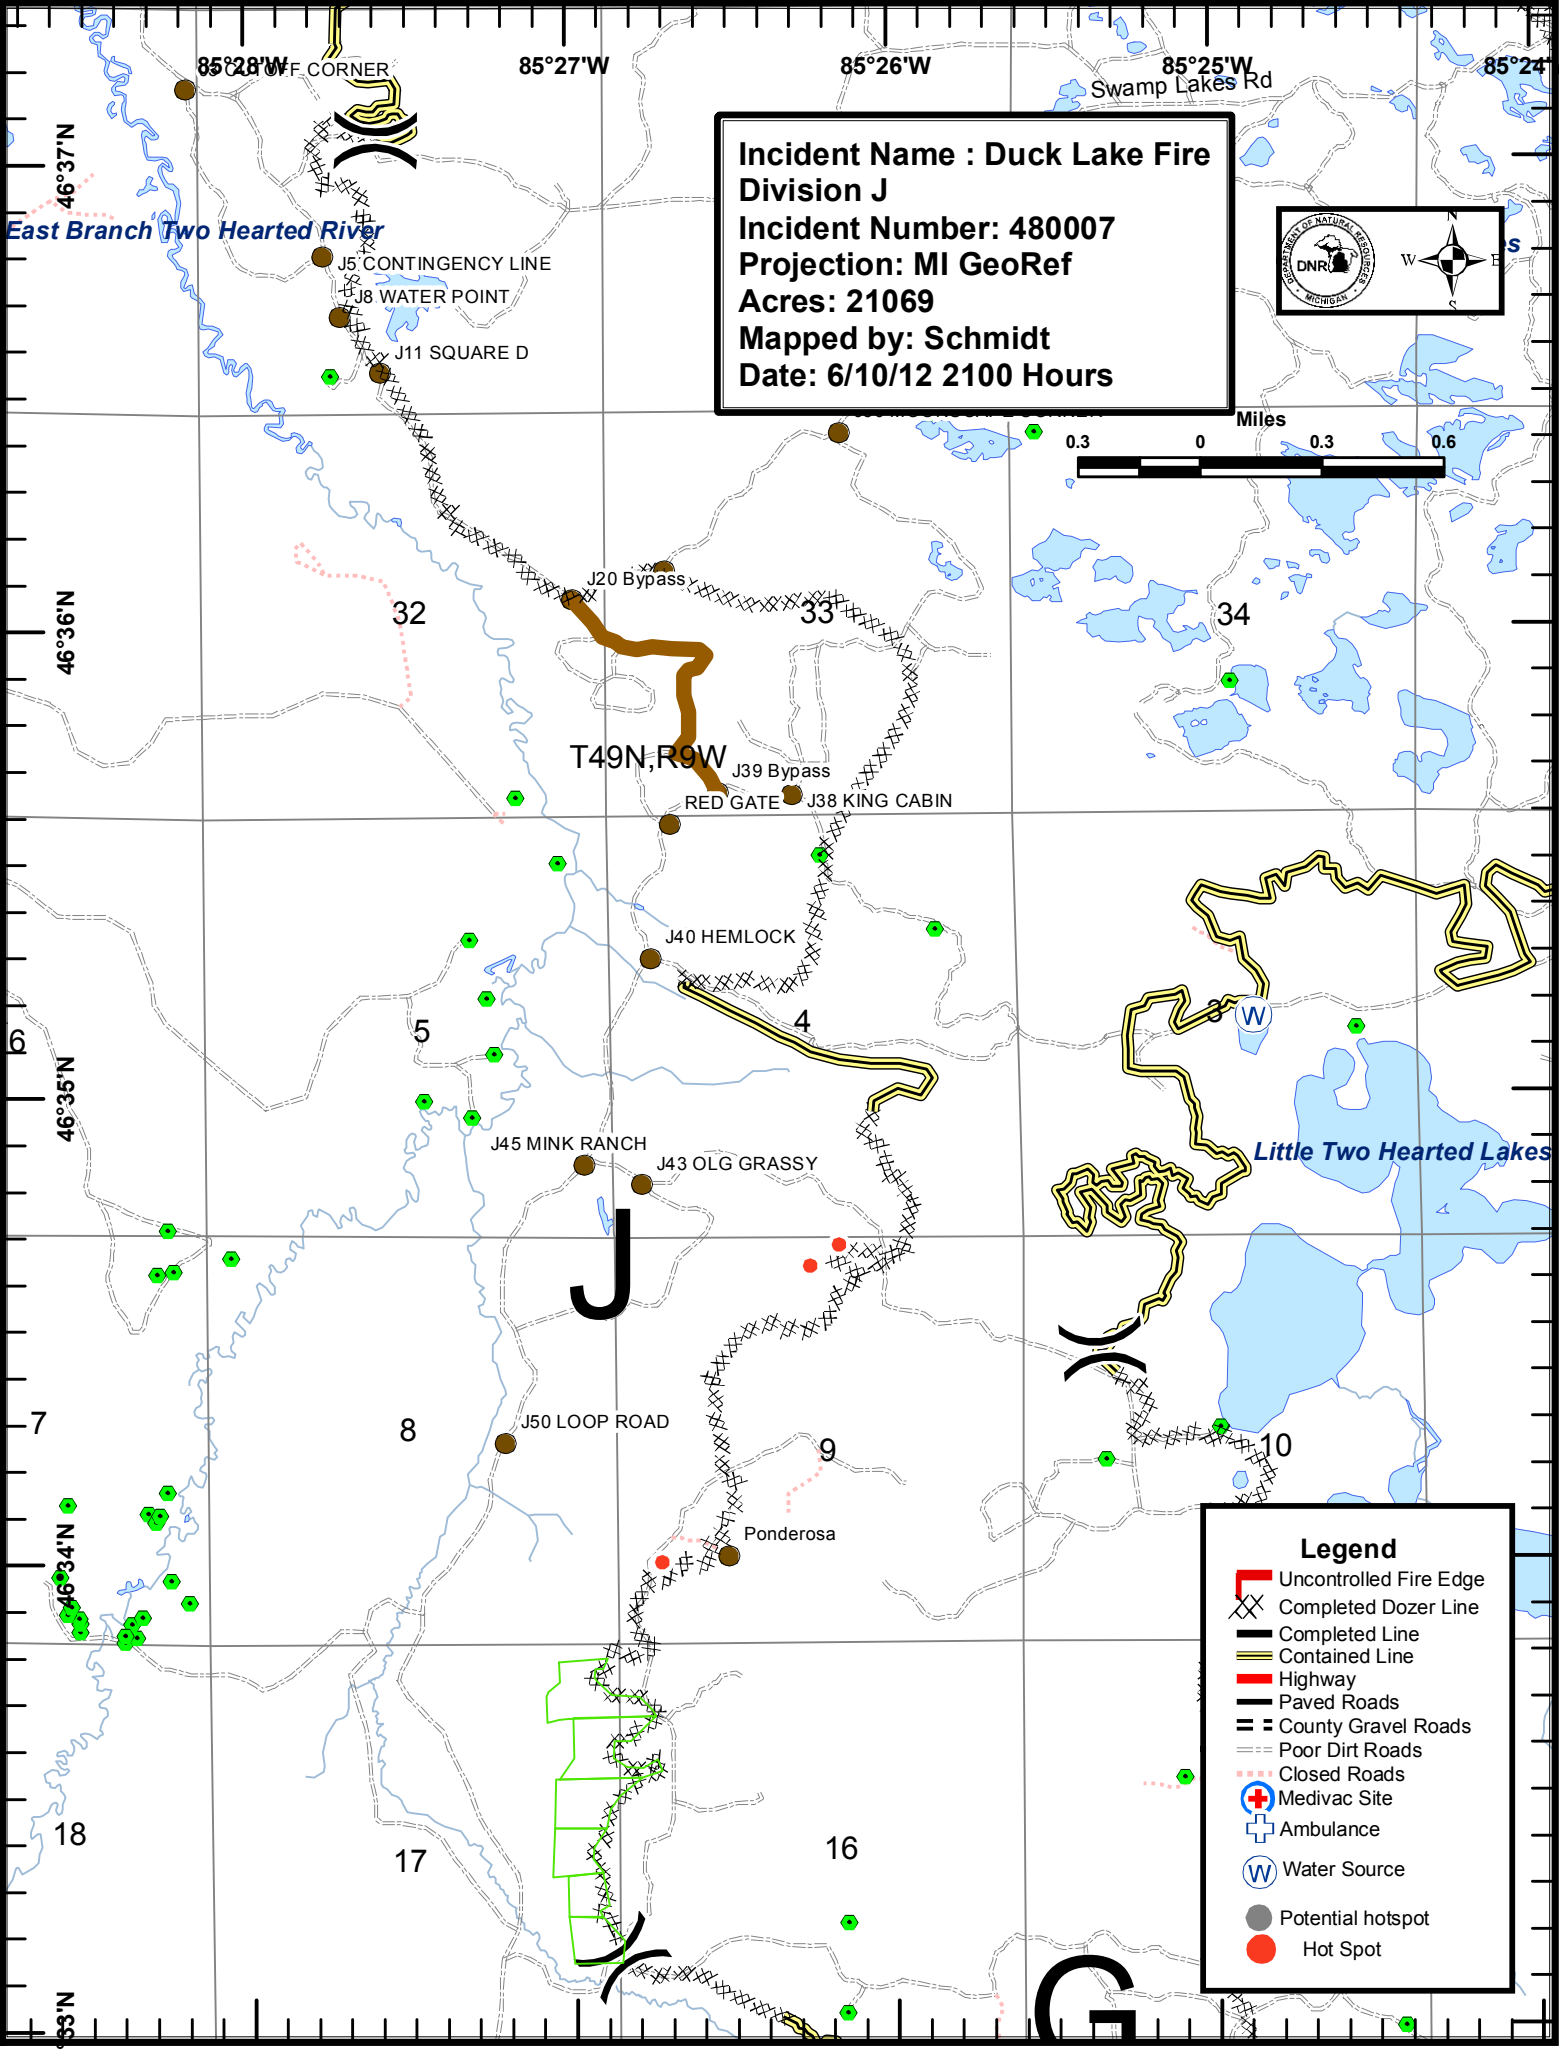 85°28'W
85°27'W
85°26'W
85°25'W
85°24'
CUTOFF CORNER
Swamp Lakes Rd
46°37'N
Incident Name : Duck Lake Fire
Division J
Incident Number: 480007
Projection: MI GeoRef
Acres: 21069
Mapped by: Schmidt
Date: 6/10/12 2100 Hours
DEPARTMENT OF NATURAL RESOURCES
DNR
MICHIGAN
N
W
E
S
es
East Branch Two Hearted River
J5 CONTINGENCY LINE
J8 WATER POINT
J11 SQUARE D
Miles
0.3
0
0.3
0.6
J20 Bypass
46°36'N
32
33
34
T49N,R9W
J39 Bypass
RED GATE
J38 KING CABIN
J40 HEMLOCK
W
3
4
5
6
46°35'N
J45 MINK RANCH
J43 OLG GRASSY
Little Two Hearted Lakes
J
J50 LOOP ROAD
7
8
9
10
Ponderosa
46°34'N
Legend
Uncontrolled Fire Edge
Completed Dozer Line
Completed Line
Contained Line
Highway
Paved Roads
County Gravel Roads
Poor Dirt Roads
Closed Roads
Medivac Site
Ambulance
W Water Source
Potential hotspot
Hot Spot
18
17
16
G
33'N